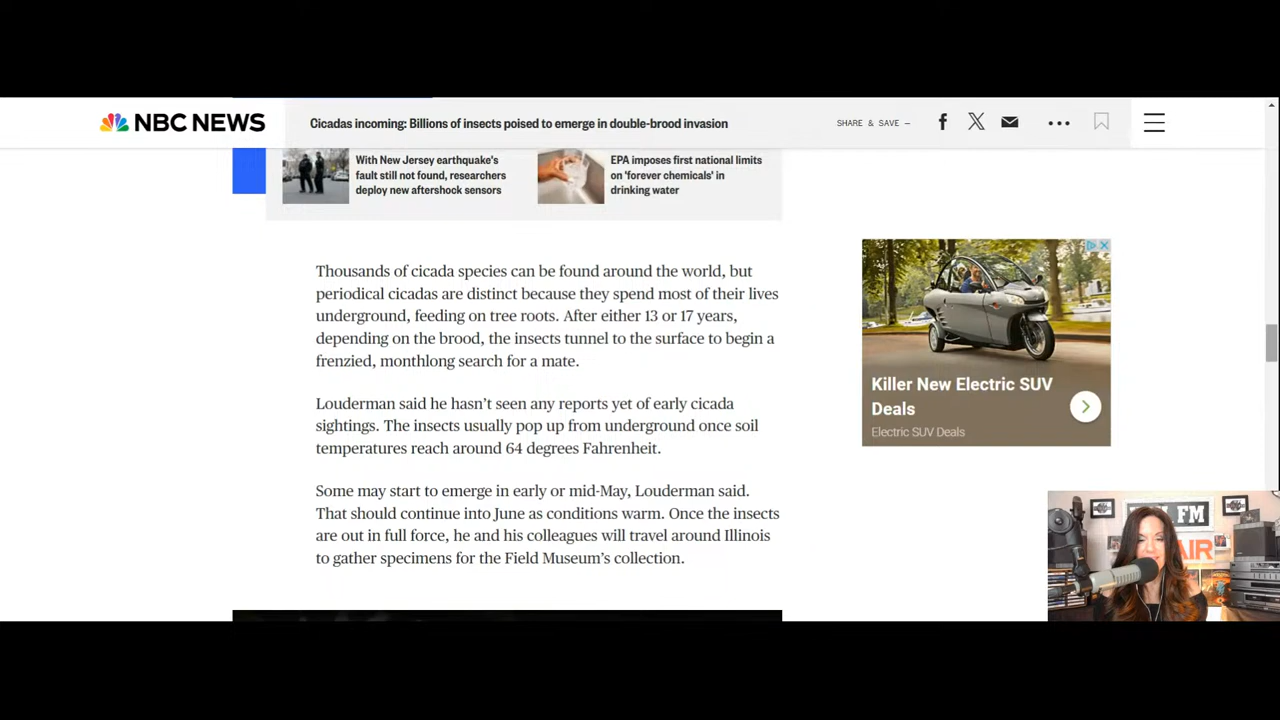 NBC NEWS
Cicadas incoming: Billions of insects poised to emerge in double-brood invasion
SHARE & SAVE —
With New Jersey earthquake's
fault still not found, researchers
deploy new aftershock sensors
EPA imposes first national limits
on 'forever chemicals' in
drinking water
Thousands of cicada species can be found around the world, but
periodical cicadas are distinct because they spend most of their lives
underground, feeding on tree roots. After either 13 or 17 years,
depending on the brood, the insects tunnel to the surface to begin a
frenzied, monthlong search for a mate.
Louderman said he hasn't seen any reports yet of early cicada
sightings. The insects usually pop up from underground once soil
temperatures reach around 64 degrees Fahrenheit.
Some may start to emerge in early or mid-May, Louderman said.
That should continue into June as conditions warm. Once the insects
are out in full force, he and his colleagues will travel around Illinois
to gather specimens for the Field Museum's collection.
Killer New Electric SUV
Deals
Electric SUV Deals
FM
AIR